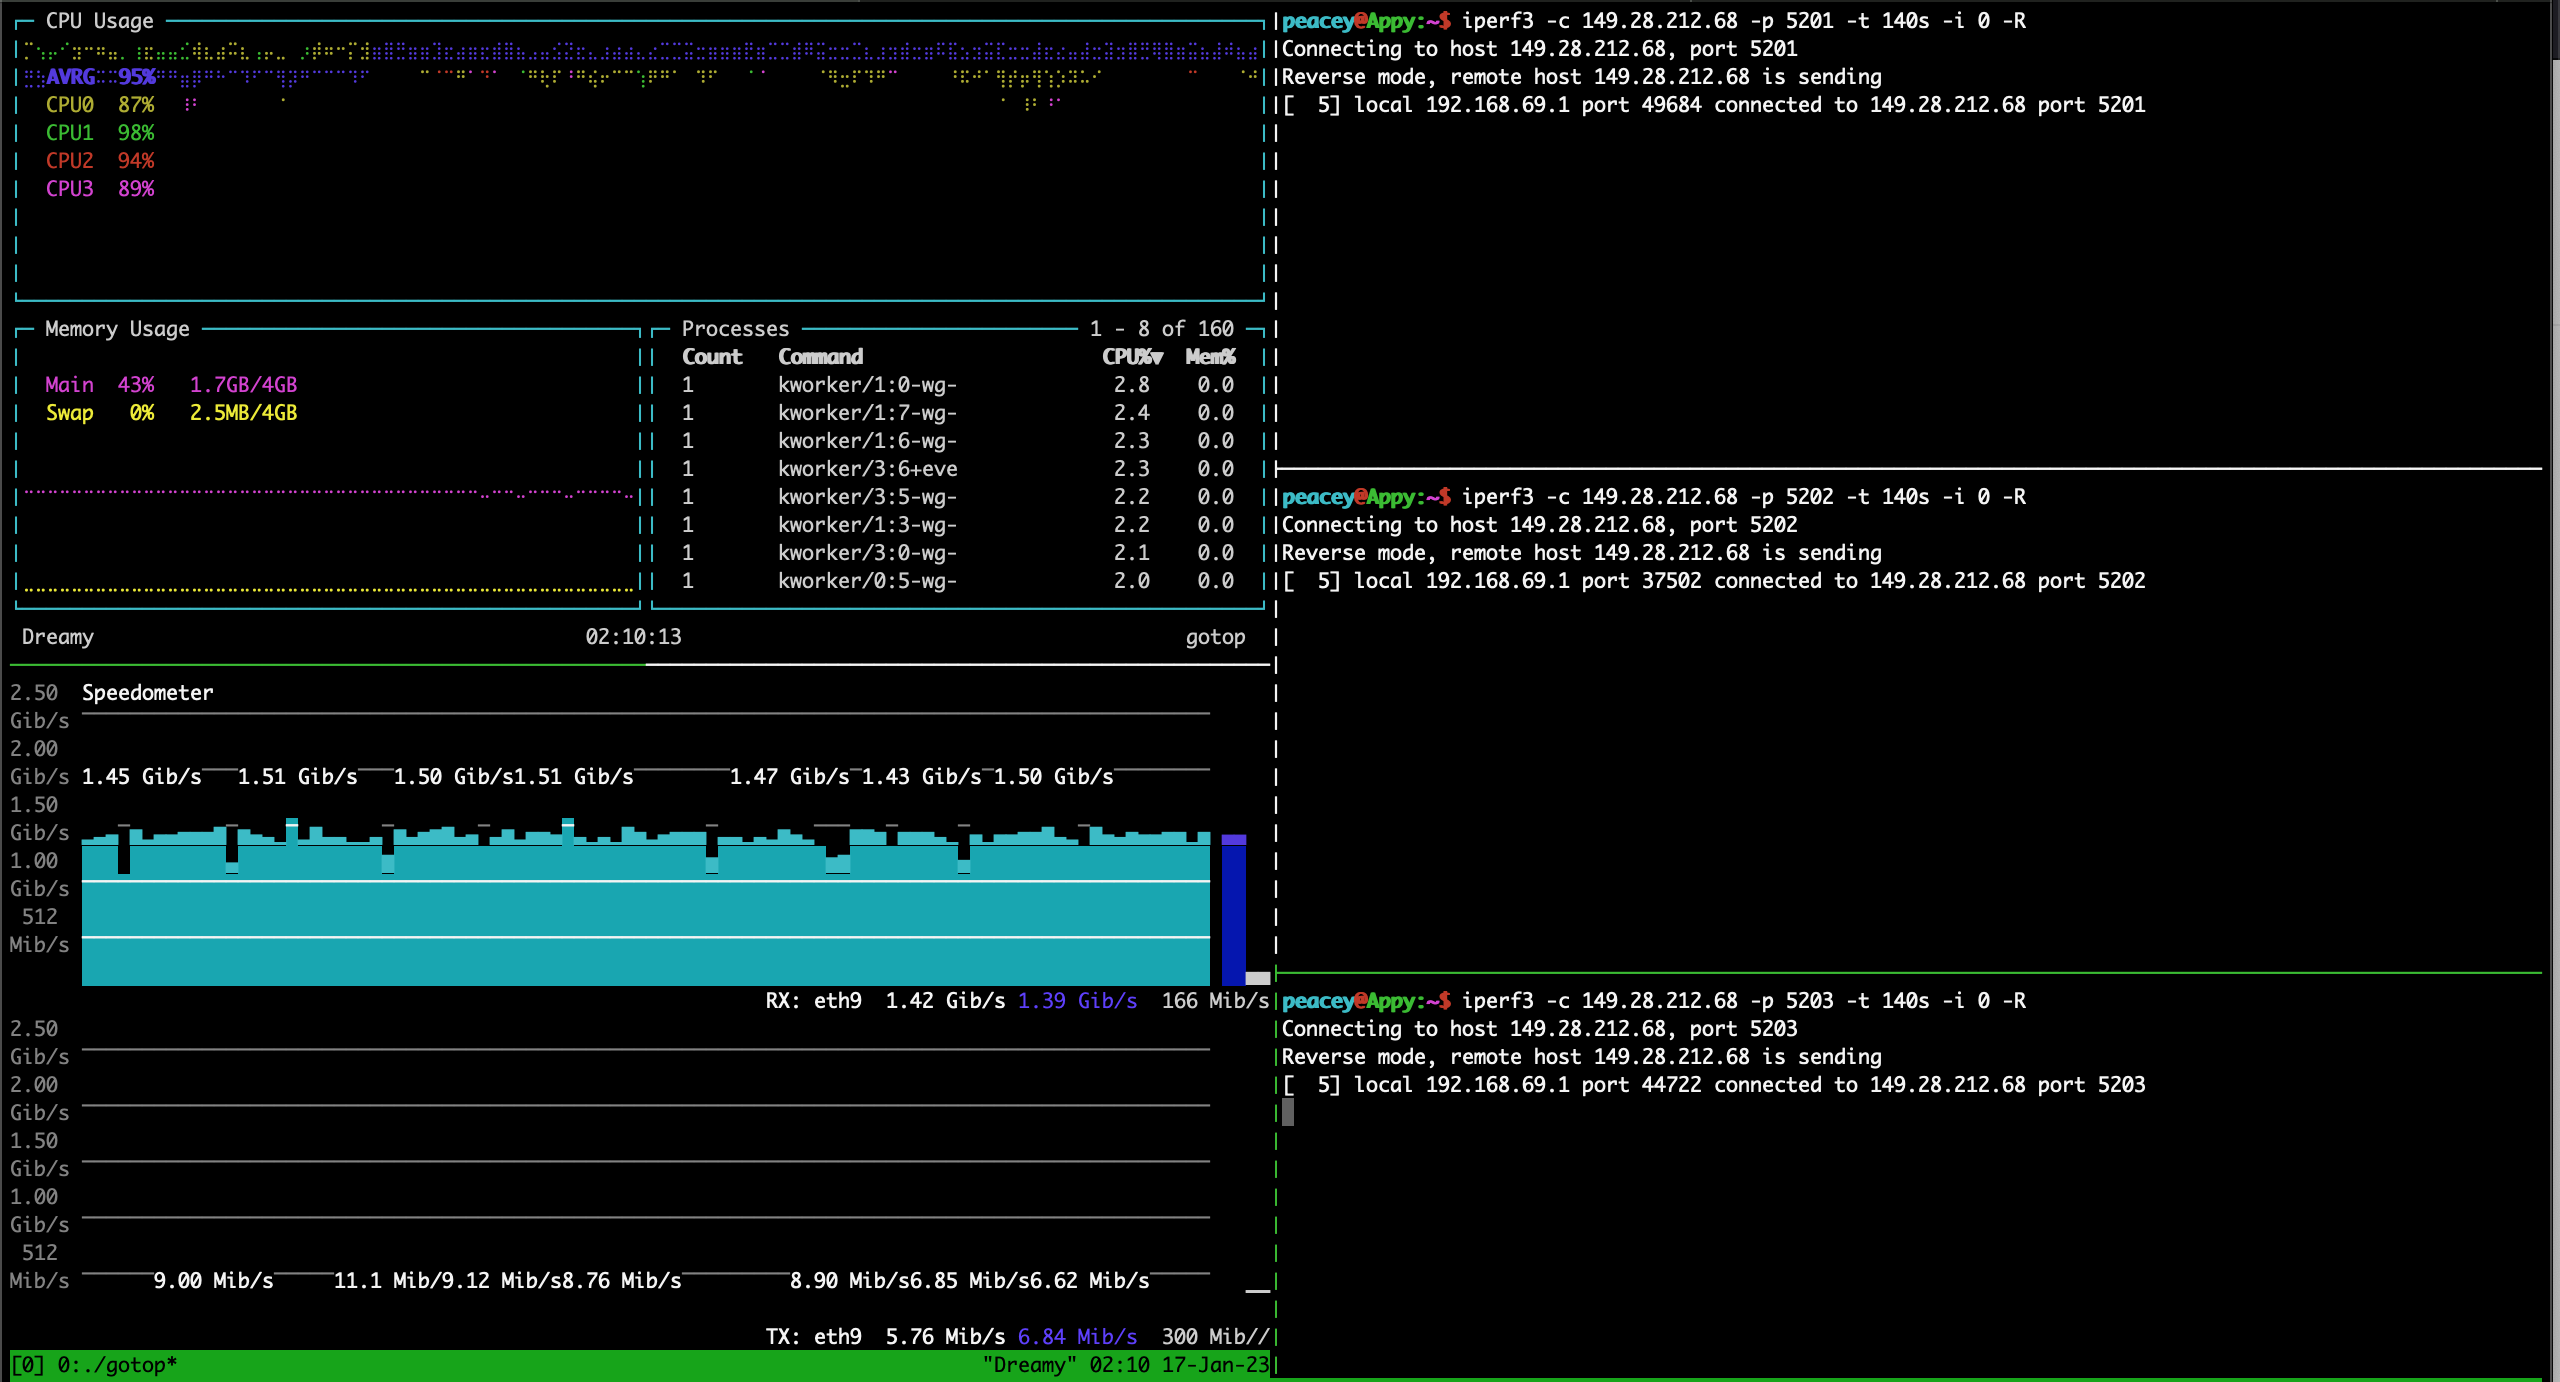 CPU Usage
AVRG 95%
CPU0 87%
CPU1 98%
CPU2 94%
CPU3 89%
Memory Usage
Main 43% 1.7GB/4GB
Swap 0% 2.5MB/4GB
Processes 1 - 8 of 160
Count Command CPU%▼ Mem%
1 kworker/1:0-wg- 2.8 0.0
1 kworker/1:7-wg- 2.4 0.0
1 kworker/1:6-wg- 2.3 0.0
1 kworker/3:6+eve 2.3 0.0
1 kworker/3:5-wg- 2.2 0.0
1 kworker/1:3-wg- 2.2 0.0
1 kworker/3:0-wg- 2.1 0.0
1 kworker/0:5-wg- 2.0 0.0
Dreamy 02:10:13 gotop
2.50 Speedometer
Gib/s
2.00
Gib/s 1.45 Gib/s 1.51 Gib/s 1.50 Gib/s1.51 Gib/s 1.47 Gib/s 1.43 Gib/s 1.50 Gib/s
1.50
Gib/s
1.00
Gib/s
512
Mib/s
RX: eth9 1.42 Gib/s 1.39 Gib/s 166 Mib/s
2.50
Gib/s
2.00
Gib/s
1.50
Gib/s
1.00
Gib/s
512
Mib/s 9.00 Mib/s 11.1 Mib/9.12 Mib/s8.76 Mib/s 8.90 Mib/s6.85 Mib/s6.62 Mib/s
TX: eth9 5.76 Mib/s 6.84 Mib/s 300 Mib//
[0] 0:./gotop* "Dreamy" 02:10 17-Jan-23
peacey@Appy:~$ iperf3 -c 149.28.212.68 -p 5201 -t 140s -i 0 -R
Connecting to host 149.28.212.68, port 5201
Reverse mode, remote host 149.28.212.68 is sending
[  5] local 192.168.69.1 port 49684 connected to 149.28.212.68 port 5201
peacey@Appy:~$ iperf3 -c 149.28.212.68 -p 5202 -t 140s -i 0 -R
Connecting to host 149.28.212.68, port 5202
Reverse mode, remote host 149.28.212.68 is sending
[  5] local 192.168.69.1 port 37502 connected to 149.28.212.68 port 5202
peacey@Appy:~$ iperf3 -c 149.28.212.68 -p 5203 -t 140s -i 0 -R
Connecting to host 149.28.212.68, port 5203
Reverse mode, remote host 149.28.212.68 is sending
[  5] local 192.168.69.1 port 44722 connected to 149.28.212.68 port 5203